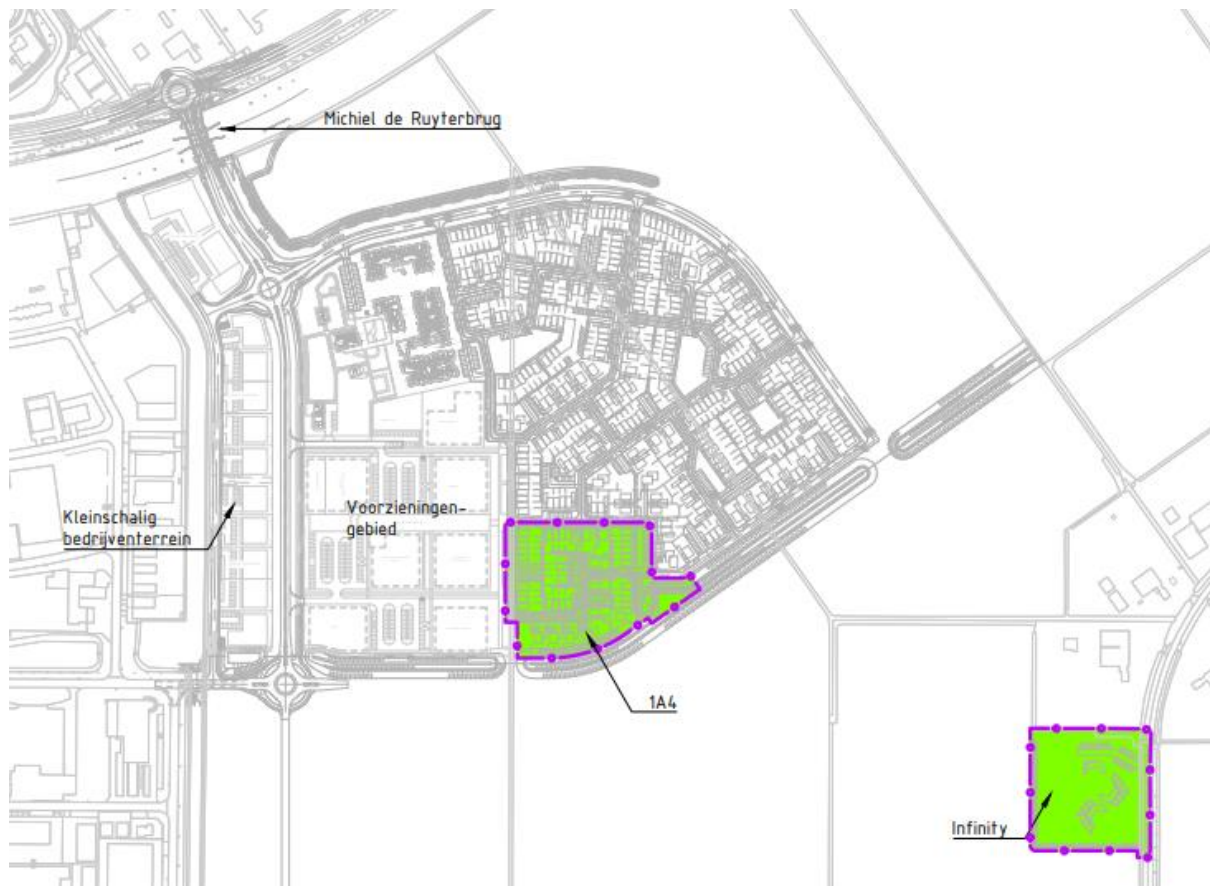 Michiel de Ruyterbrug
Kleinschalig
bedrijventerrein
Voorzieningen-
gebied
1A4
Infinity